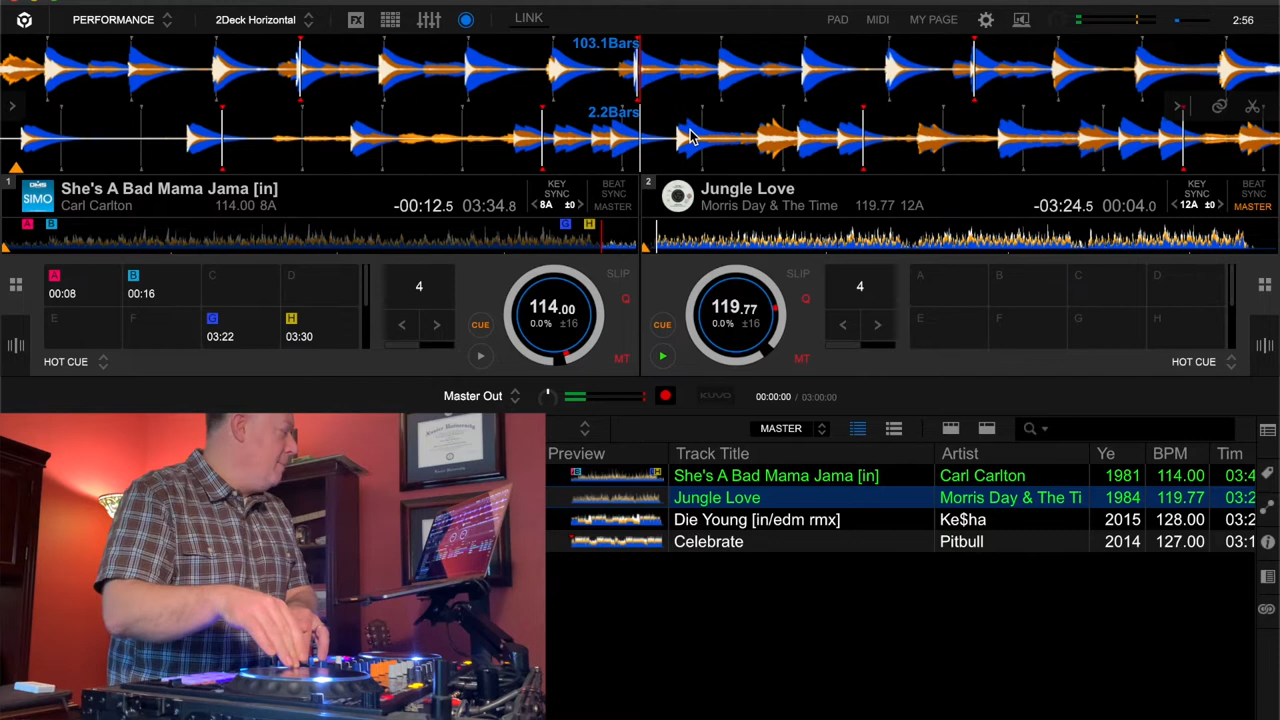 PERFORMANCE 2Deck Horizontal FX LINK PAD MIDI MY PAGE 2:56
103.1Bars
2.2Bars
1 She's A Bad Mama Jama [in] KEY SYNC BEAT SYNC
Carl Carlton 114.00 8A -00:12.5 03:34.8 8A ±0 MASTER
DMS SIMO
2 Jungle Love KEY SYNC BEAT SYNC
Morris Day & The Time 119.77 12A -03:24.5 00:04.0 12A ±0 MASTER
A B G H
A B C D
00:08 00:16
E F G H
03:22 03:30
HOT CUE
4
CUE
114.00
0.0% ±16
SLIP
Q
MT
CUE
119.77
0.0% ±16
SLIP
Q
MT
4
A B C D
E F G H
HOT CUE
Master Out KUVO 00:00:00 / 03:00:00
MASTER
Preview Track Title Artist Ye BPM Tim
She's A Bad Mama Jama [in] Carl Carlton 1981 114.00 03:4
Jungle Love Morris Day & The Ti 1984 119.77 03:2
Die Young [in/edm rmx] Ke$ha 2015 128.00 03:2
Celebrate Pitbull 2014 127.00 03:1